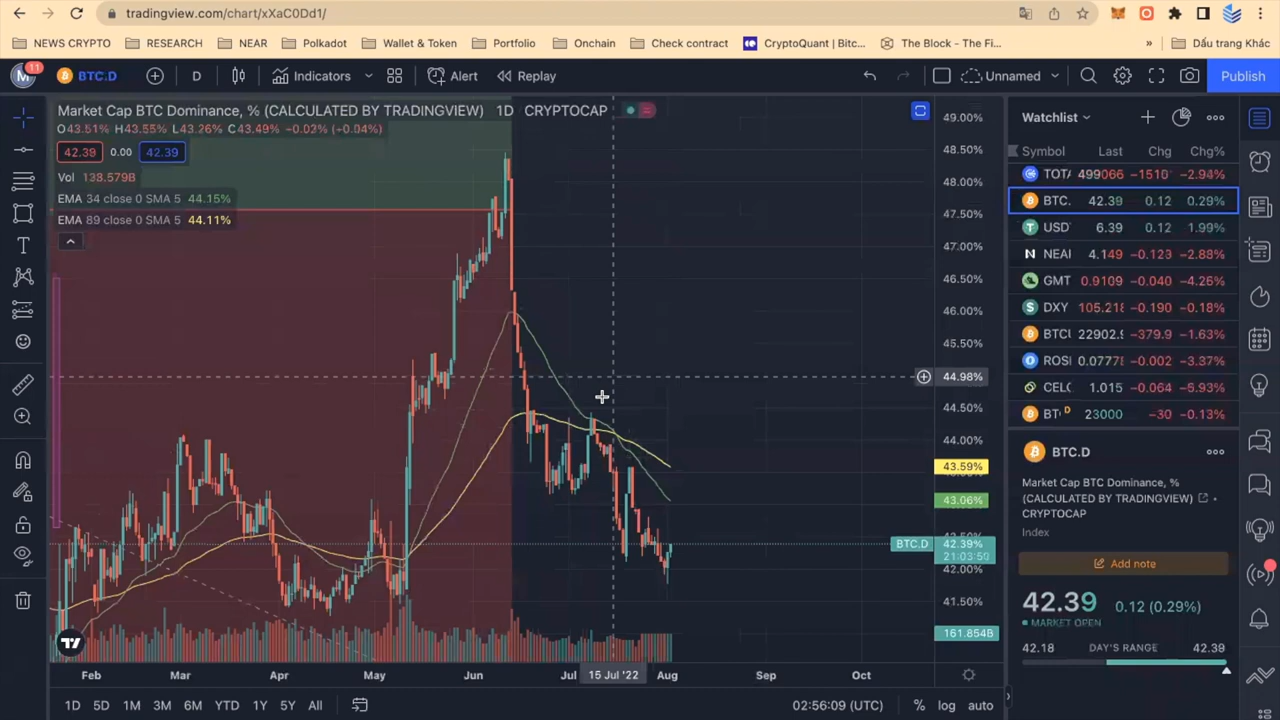 tradingview.com/chart/xXaC0Dd1/
NEWS CRYPTO RESEARCH NEAR Polkadot Wallet & Token Portfolio Onchain Check contract CryptoQuant | Bitc... The Block - The Fi... » Dấu trang Khác
M 11 BTC.D D Indicators Alert Replay Unnamed Publish
Market Cap BTC Dominance, % (CALCULATED BY TRADINGVIEW) 1D CRYPTOCAP
O43.51% H43.55% L43.26% C43.49% −0.02% (+0.04%)
42.39 0.00 42.39
Vol 138.579B
EMA 34 close 0 SMA 5 44.15%
EMA 89 close 0 SMA 5 44.11%
49.00%
48.50%
48.00%
47.50%
47.00%
46.50%
46.00%
45.50%
44.98%
44.50%
44.00%
43.59%
43.06%
BTC.D 42.39%
21:03:50
42.00%
41.50%
161.854B
Feb Mar Apr May Jun Jul 15 Jul '22 Aug Sep Oct
1D 5D 1M 3M 6M YTD 1Y 5Y All 02:56:09 (UTC) % log auto
Watchlist
Symbol Last Chg Chg%
TOTA 499066 −1510 −2.94%
BTC. 42.39 0.12 0.29%
USD 6.39 0.12 1.99%
NEAI 4.149 −0.123 −2.88%
GMT 0.9109 −0.040 −4.26%
DXY 105.218 −0.190 −0.18%
BTCU 22902. −379.9 −1.63%
ROSI 0.07778 −0.002 −3.37%
CELC 1.015 −0.064 −5.93%
BT D 23000 −30 −0.13%
BTC.D
Market Cap BTC Dominance, %
(CALCULATED BY TRADINGVIEW) •
CRYPTOCAP
Index
Add note
42.39 0.12 (0.29%)
MARKET OPEN
42.18 DAY'S RANGE 42.39